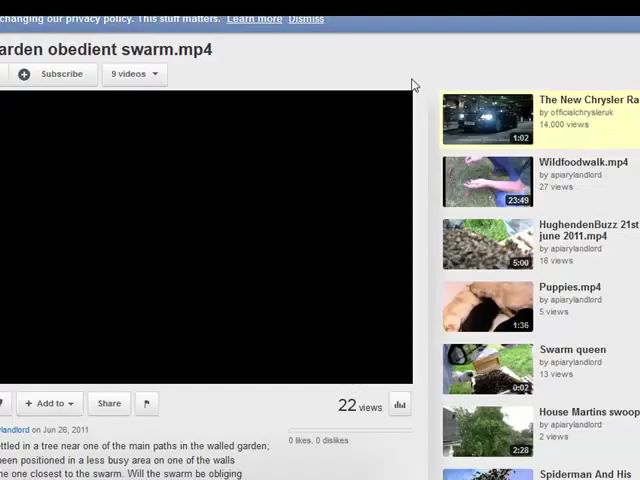 changing our privacy policy. This stuff matters. Learn more Dismiss
arden obedient swarm.mp4
Subscribe
9 videos
The New Chrysler Ra
by officialchrysleruk
14,000 views
1:02
Wildfoodwalk.mp4
by apiarylandlord
27 views
23:49
HughendenBuzz 21st
june 2011.mp4
by apiarylandlord
16 views
5:00
Puppies.mp4
by apiarylandlord
5 views
1:36
Swarm queen
by apiarylandlord
13 views
0:02
House Martins swoop
by apiarylandlord
2 views
2:28
Spiderman And His
+ Add to
Share
22 views
landlord on Jun 26, 2011
0 likes, 0 dislikes
ttled in a tree near one of the main paths in the walled garden;
been positioned in a less busy area on one of the walls
ne one closest to the swarm. Will the swarm be obliging